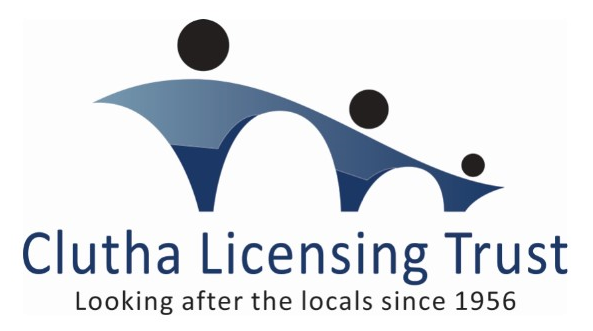 Clutha Licensing Trust
Looking after the locals since 1956